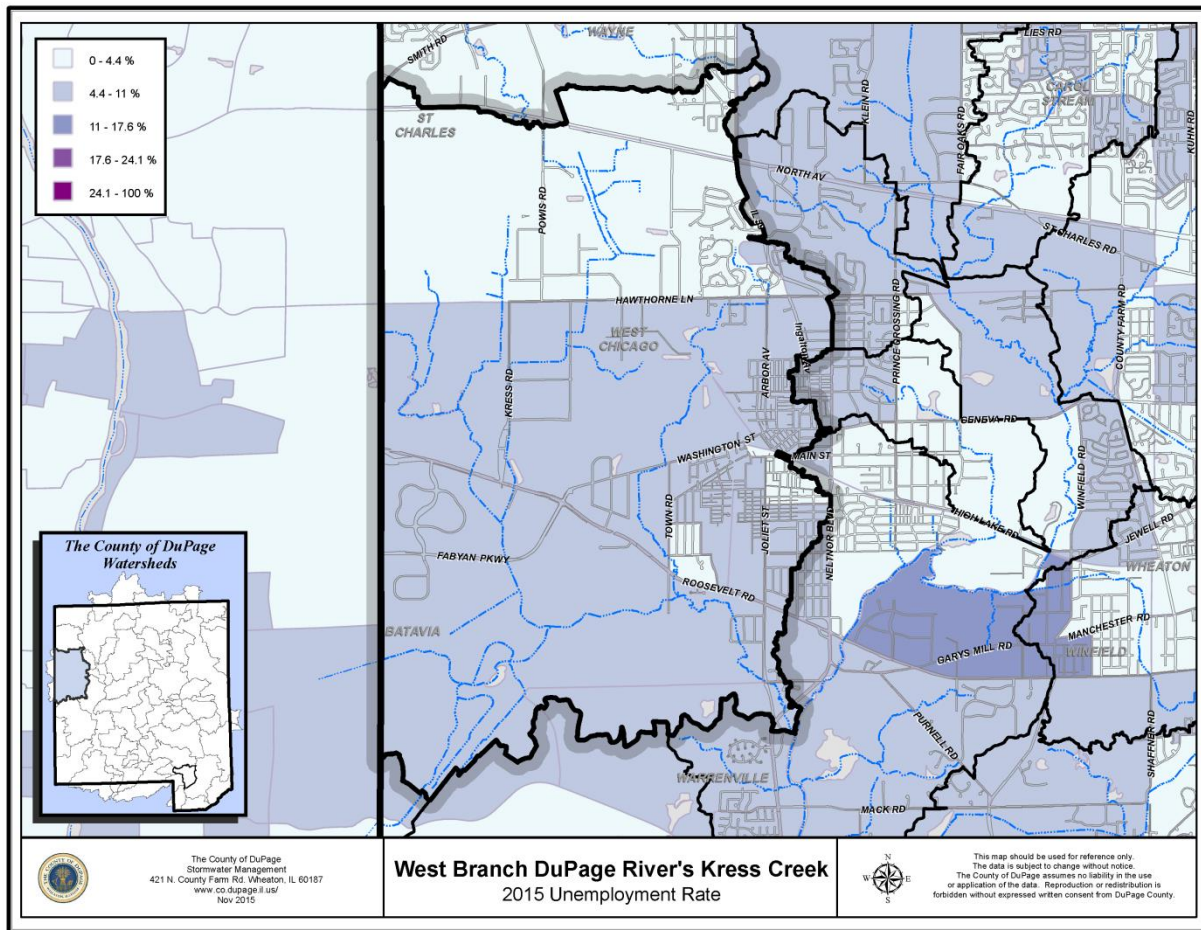 0 - 4.4 %
4.4 - 11 %
11 - 17.6 %
17.6 - 24.1 %
24.1 - 100 %
SMITH RD
WAYNE
LIES RD
ST
CHARLES
KLEIN RD
FAIR OAKS RD
CAROL
STREAM
KUHN RD
POWIS RD
NORTH AV
ST CHARLES RD
HAWTHORNE LN
WEST
CHICAGO
PRINCE CROSSING RD
COUNTY FARM RD
KRESS RD
ARBOR AV
GENEVA RD
WASHINGTON ST
MAIN ST
WINFIELD RD
HIGH LAKE RD
JEWELL RD
TOWN RD
JOLIET ST
NELTNOR BLVD
FABYAN PKWY
WHEATON
ROOSEVELT RD
MANCHESTER RD
BATAVIA
GARYS MILL RD
WINFIELD
PURNELL RD
SHAFFNER RD
WARRENVILLE
MACK RD
The County of DuPage
Watersheds
The County of DuPage
Stormwater Management
421 N. County Farm Rd. Wheaton, IL 60187
www.co.dupage.il.us/
Nov 2015
West Branch DuPage River's Kress Creek
2015 Unemployment Rate
N
W
E
S
This map should be used for reference only.
The data is subject to change without notice.
The County of DuPage assumes no liability in the use
or application of the data. Reproduction or redistribution is
forbidden without expressed written consent from DuPage County.